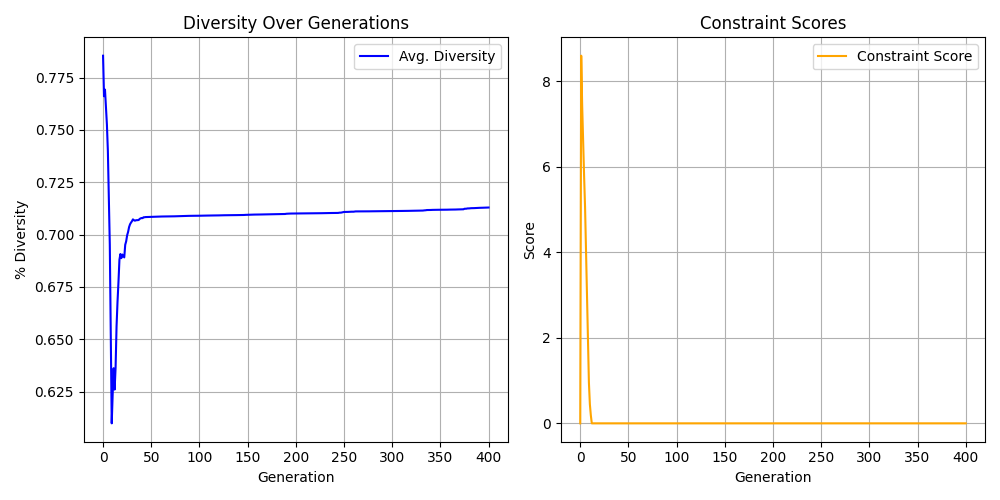 Diversity Over Generations
Avg. Diversity
0.775
0.750
0.725
0.700
0.675
0.650
0.625
% Diversity
0 50 100 150 200 250 300 350 400
Generation
Constraint Scores
Constraint Score
8
6
4
2
0
Score
0 50 100 150 200 250 300 350 400
Generation